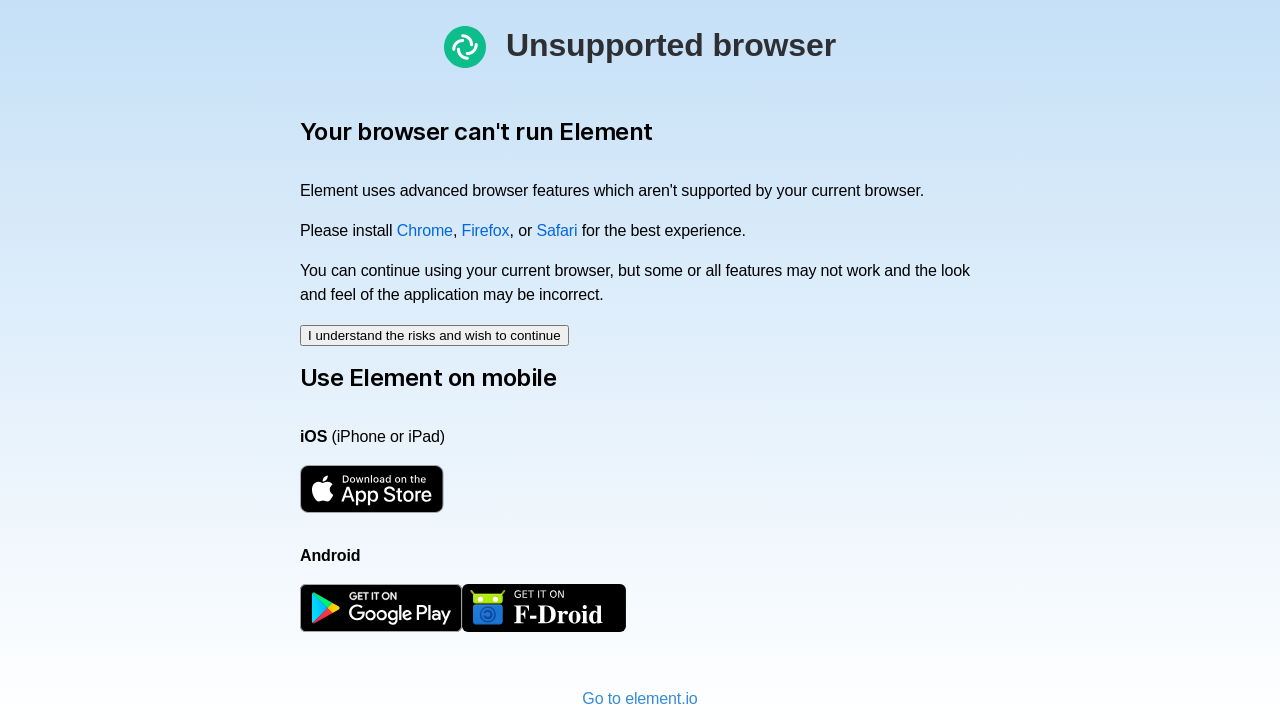 Unsupported browser
Your browser can't run Element
Element uses advanced browser features which aren't supported by your current browser.
Please install Chrome, Firefox, or Safari for the best experience.
You can continue using your current browser, but some or all features may not work and the look
and feel of the application may be incorrect.
I understand the risks and wish to continue
Use Element on mobile
iOS (iPhone or iPad)
Download on the
App Store
Android
GET IT ON
Google Play
GET IT ON
F-Droid
Go to element.io